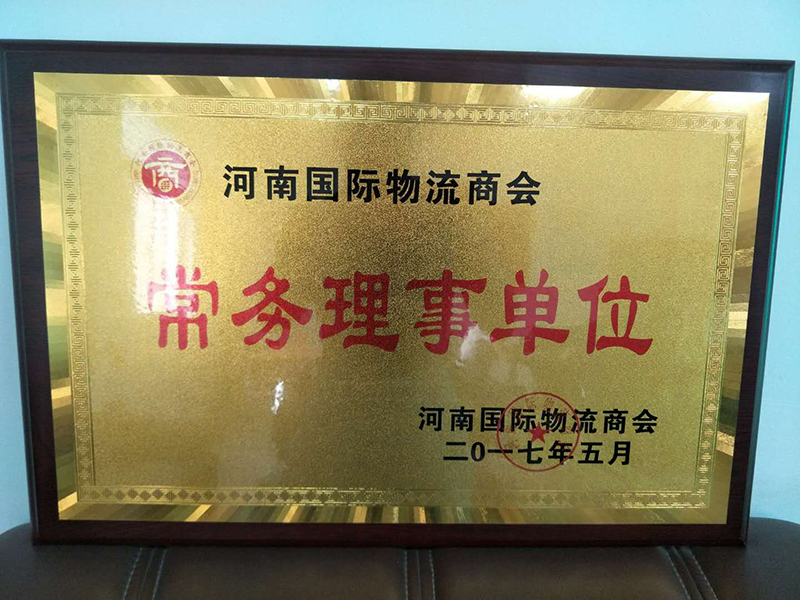 河南国际物流商会
常务理事单位
河南国际物流商会
二0一七年五月